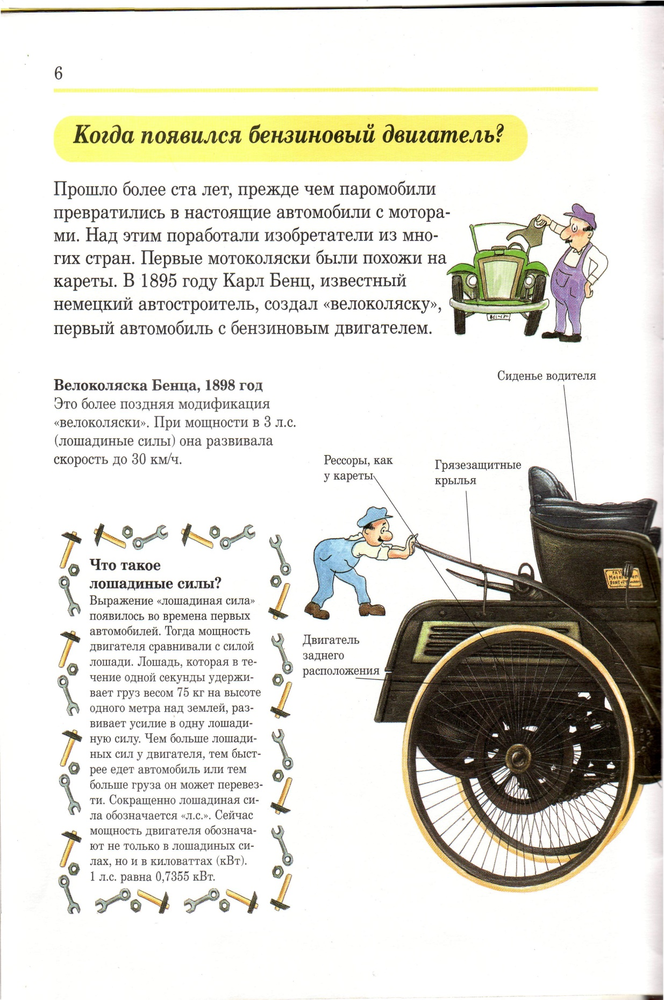 6
Когда появился бензиновый двигатель?
Прошло более ста лет, прежде чем паромобили
превратились в настоящие автомобили с мотора-
ми. Над этим поработали изобретатели из мно-
гих стран. Первые мотоколяски были похожи на
кареты. В 1895 году Карл Бенц, известный
немецкий автостроитель, создал «велоколяску»,
первый автомобиль с бензиновым двигателем.
Велоколяска Бенца, 1898 год
Это более поздняя модификация
«велоколяски». При мощности в 3 л.с.
(лошадиные силы) она развивала
скорость до 30 км/ч.
Сиденье водителя
Рессоры, как
у кареты
Грязезащитные
крылья
Двигатель
заднего
расположения
Что такое
лошадиные силы?
Выражение «лошадиная сила»
появилось во времена первых
автомобилей. Тогда мощность
двигателя сравнивали с силой
лошади. Лошадь, которая в те-
чение одной секунды удержи-
вает груз весом 75 кг на высоте
одного метра над землей, раз-
вивает усилие в одну лошади-
ную силу. Чем больше лошади-
ных сил у двигателя, тем быст-
рее едет автомобиль или тем
больше груза он может перевез-
ти. Сокращенно лошадиная си-
ла обозначается «л.с.». Сейчас
мощность двигателя обознача-
ют не только в лошадиных си-
лах, но и в киловаттах (кВт).
1 л.с. равна 0,7355 кВт.